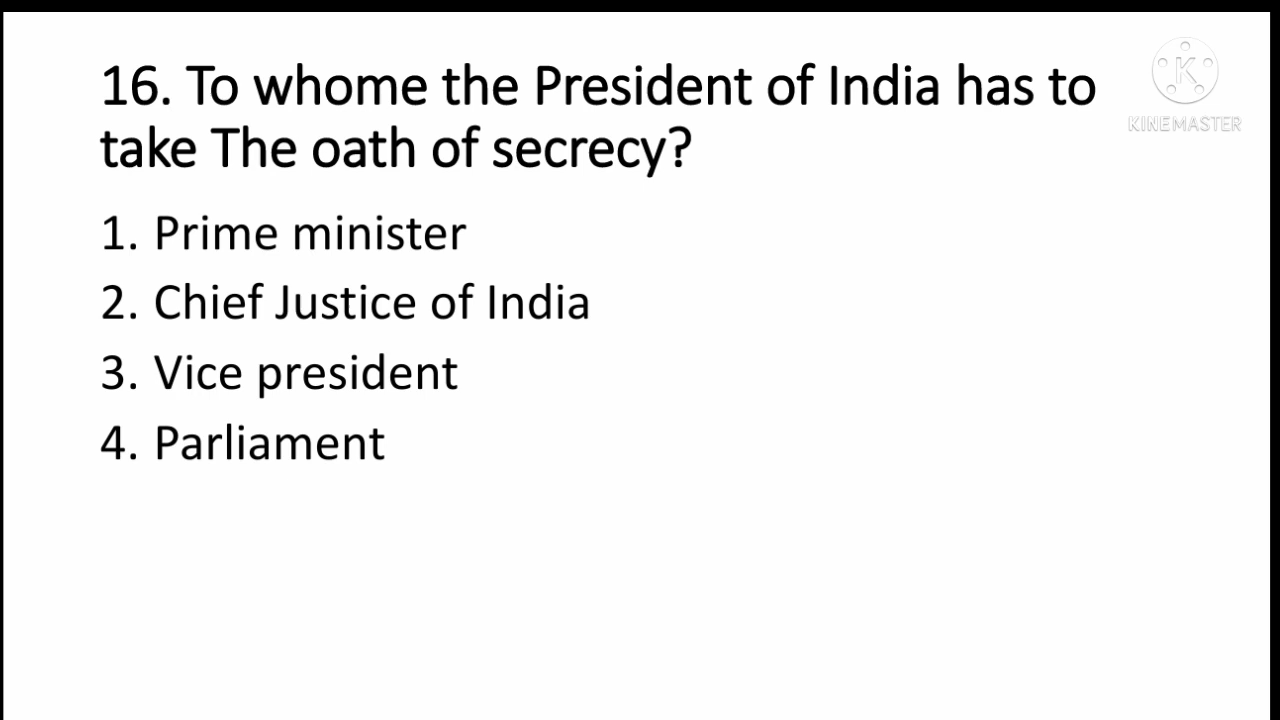 16. To whome the President of India has to
take The oath of secrecy?
1. Prime minister
2. Chief Justice of India
3. Vice president
4. Parliament
K
KINEMASTER